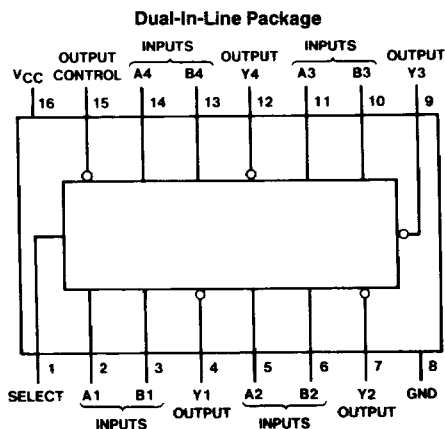 Dual-In-Line Package
INPUTS OUTPUT INPUTS OUTPUT
OUTPUT
VCC CONTROL A4 B4 Y4 A3 B3 Y3
16 15 14 13 12 11 10 9
1 2 3 4 5 6 7 8
SELECT A1 B1 Y1 A2 B2 Y2 GND
OUTPUT OUTPUT
INPUTS INPUTS